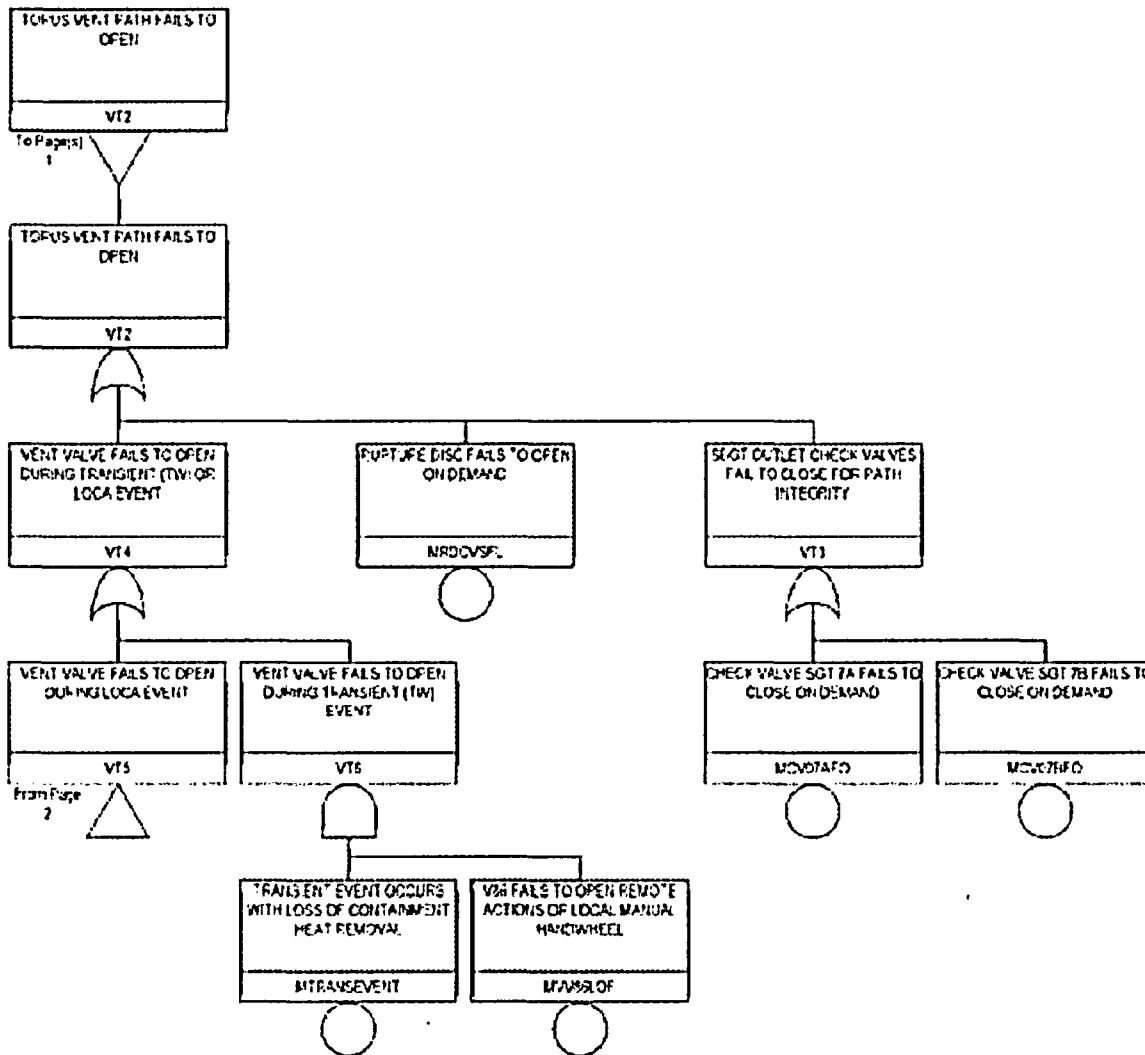 TORUS VENT PATH FAILS TO
OPEN
VT2
To Page(s)
1
TORUS VENT PATH FAILS TO
OPEN
VT2
VENT VALVE FAILS TO OPEN
DURING TRANSIENT (TW) OR
LOCA EVENT
VT4
RUPTURE DISC FAILS TO OPEN
ON DEMAND
SBGT OUTLET CHECK VALVES
FAIL TO CLOSE FOR PATH
INTEGRITY
VT3
VENT VALVE FAILS TO OPEN
DURING LOCA EVENT
VT5
From Page
2
VENT VALVE FAILS TO OPEN
DURING TRANSIENT (TW)
EVENT
VT6
CHECK VALVE SGT 7A FAILS TO
CLOSE ON DEMAND
MCV07AFO
CHECK VALVE SGT 7B FAILS TO
CLOSE ON DEMAND
MCV07BFO
TRANSIENT EVENT OCCURS
WITH LOSS OF CONTAINMENT
HEAT REMOVAL
MTRANSEVENT
V86 FAILS TO OPEN REMOTE
ACTIONS OF LOCAL MANUAL
HANDWHEEL